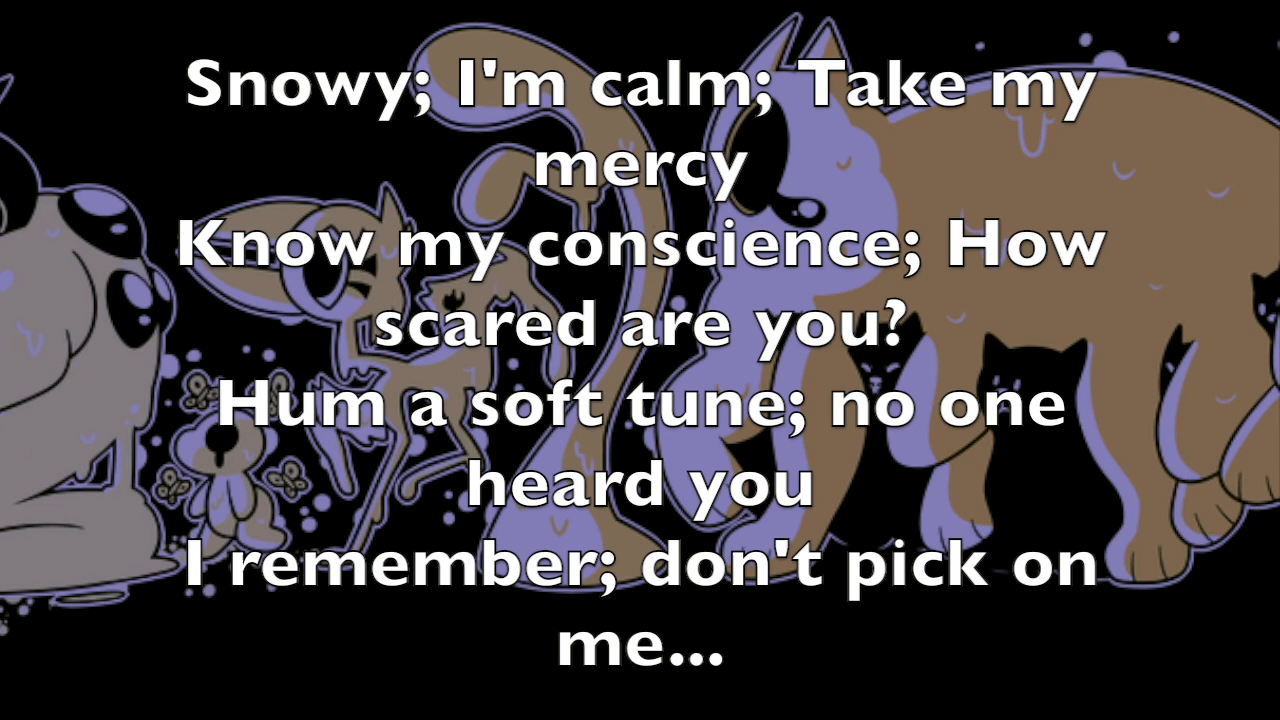 Snowy; I'm calm; Take my
mercy
Know my conscience; How
scared are you?
Hum a soft tune; no one
heard you
I remember; don't pick on
me...